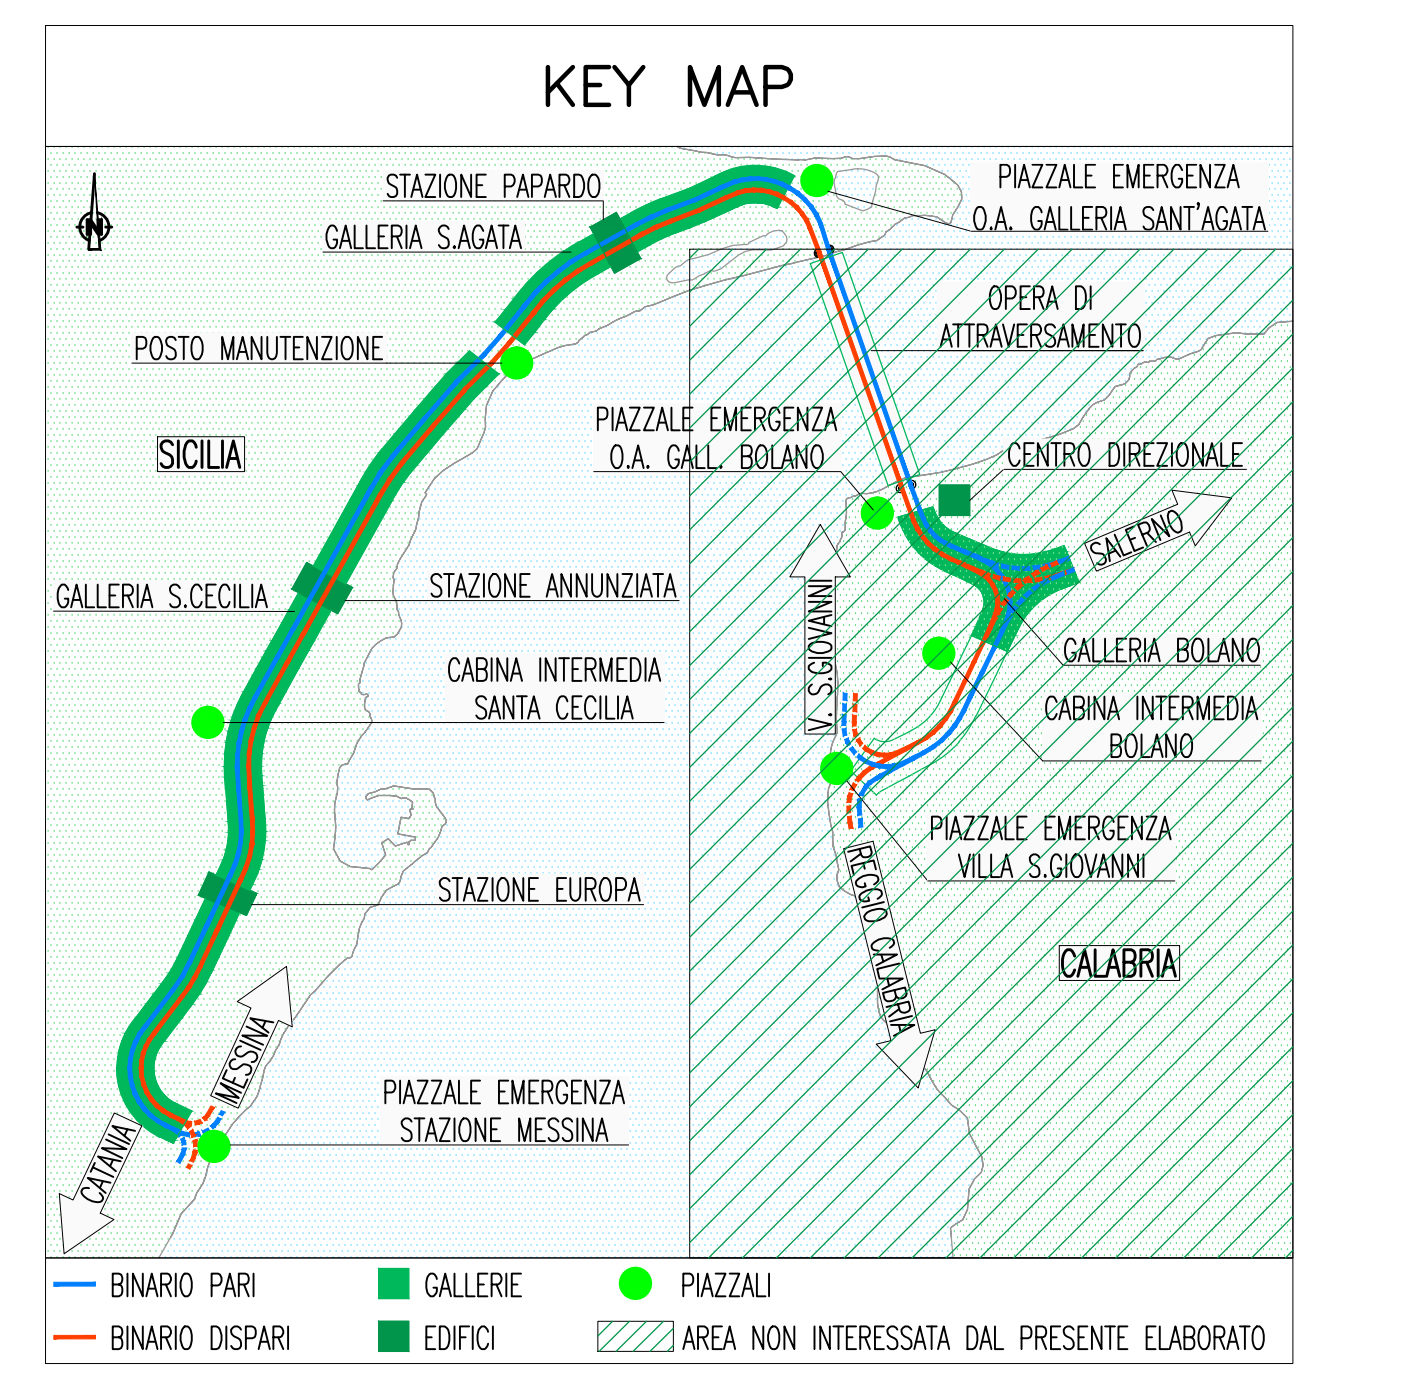 KEY MAP
N
STAZIONE PAPARDO
GALLERIA S.AGATA
PIAZZALE EMERGENZA
O.A. GALLERIA SANT'AGATA
OPERA DI
ATTRAVERSAMENTO
POSTO MANUTENZIONE
SICILIA
PIAZZALE EMERGENZA
O.A. GALL. BOLANO
CENTRO DIREZIONALE
SALERNO
GALLERIA S.CECILIA
STAZIONE ANNUNZIATA
V. S.GIOVANNI
GALLERIA BOLANO
CABINA INTERMEDIA
SANTA CECILIA
CABINA INTERMEDIA
BOLANO
PIAZZALE EMERGENZA
VILLA S.GIOVANNI
STAZIONE EUROPA
REGGIO CALABRIA
CALABRIA
MESSINA
CATANIA
PIAZZALE EMERGENZA
STAZIONE MESSINA
BINARIO PARI
GALLERIE
PIAZZALI
BINARIO DISPARI
EDIFICI
AREA NON INTERESSATA DAL PRESENTE ELABORATO